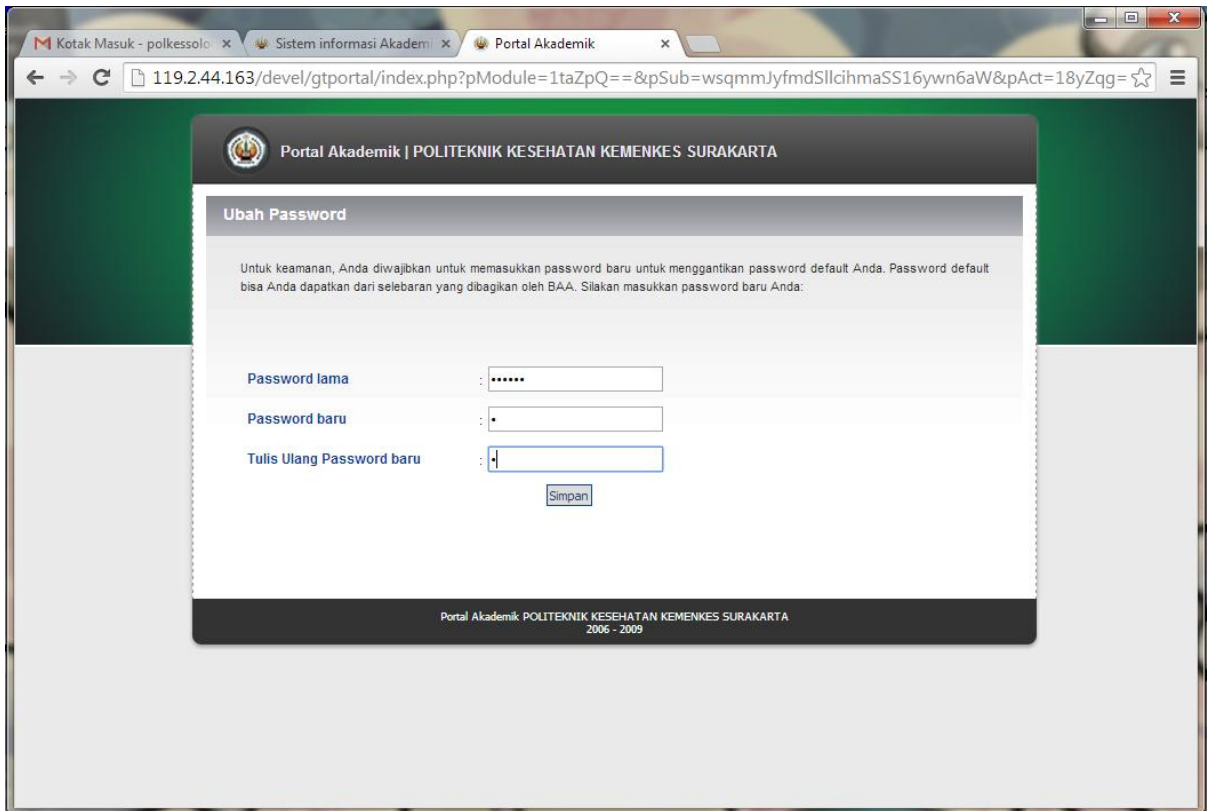 Kotak Masuk - polkessolo
Sistem informasi Akademi
Portal Akademik
119.2.44.163/devel/gtportal/index.php?pModule=1taZpQ==&pSub=wsqmmJyfmdSllcihmaSS16ywn6aW&pAct=18yZqg=
Portal Akademik | POLITEKNIK KESEHATAN KEMENKES SURAKARTA
Ubah Password
Untuk keamanan, Anda diwajibkan untuk memasukkan password baru untuk menggantikan password default Anda. Password default
bisa Anda dapatkan dari selebaran yang dibagikan oleh BAA. Silakan masukkan password baru Anda:
Password lama : ••••••
Password baru : •
Tulis Ulang Password baru : •
Simpan
Portal Akademik POLITEKNIK KESEHATAN KEMENKES SURAKARTA
2006 - 2009